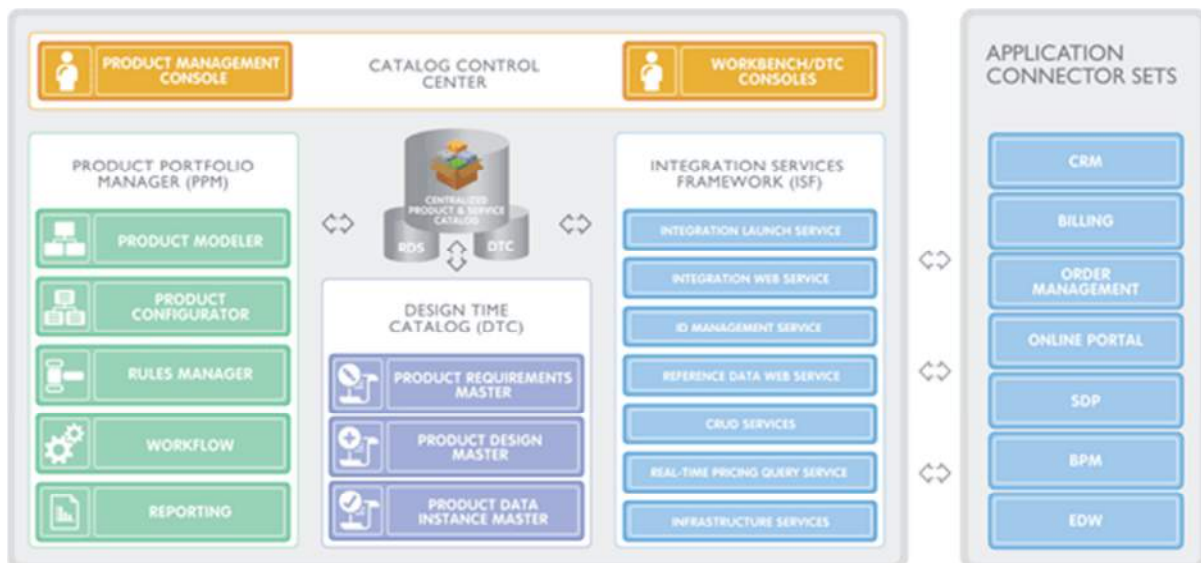 PRODUCT MANAGEMENT
CONSOLE
CATALOG CONTROL
CENTER
WORKBENCH/DTC
CONSOLES
PRODUCT PORTFOLIO
MANAGER (PPM)
PRODUCT MODELER
PRODUCT
CONFIGURATOR
RULES MANAGER
WORKFLOW
REPORTING
CENTRALIZED
PRODUCT & SERVICE
CATALOG
RDS
DTC
DESIGN TIME
CATALOG (DTC)
PRODUCT REQUIREMENTS
MASTER
PRODUCT DESIGN
MASTER
PRODUCT DATA
INSTANCE MASTER
INTEGRATION SERVICES
FRAMEWORK (ISF)
INTEGRATION LAUNCH SERVICE
INTEGRATION WEB SERVICE
ID MANAGEMENT SERVICE
REFERENCE DATA WEB SERVICE
CRUD SERVICES
REAL-TIME PRICING QUERY SERVICE
INFRASTRUCTURE SERVICES
APPLICATION
CONNECTOR SETS
CRM
BILLING
ORDER
MANAGEMENT
ONLINE PORTAL
SDP
BPM
EDW